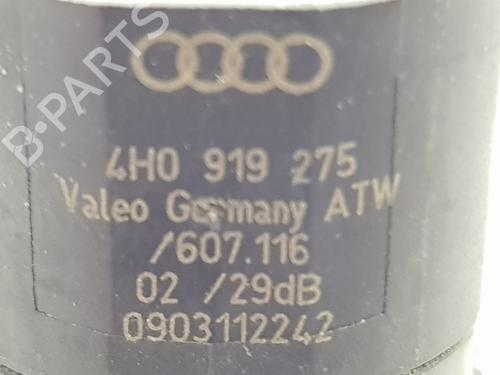 B-PARTS
4H0 919 275
Valeo Germany ATW
/607.116
02 /29dB
0903112242